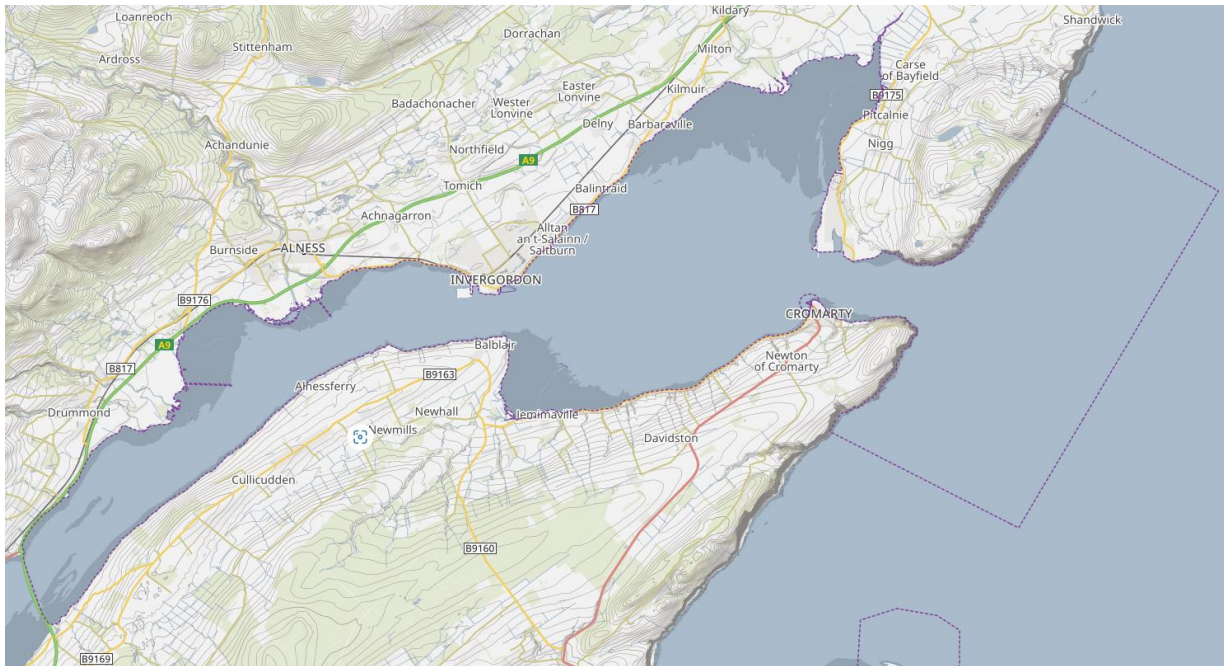 Loanreoch
Kildary
Shandwick
Dorrachan
Stittenham
Milton
Ardross
Carse
of Bayfield
Easter
Lonvine
Kilmuir
B9175
Badachonacher
Wester
Lonvine
Pitcalnie
Delny
Barbaraville
Achandunie
Nigg
Northfield
A9
Tomich
Balintraid
B817
Achnagarron
Alltan
an t-Salainn /
Saltburn
Burnside
ALNESS
INVERGORDON
B9176
CROMARTY
A9
Balblair
Newton
of Cromarty
B817
B9163
Alnessferry
Drummond
Newhall
Jemimaville
Newmills
Davidston
Cullicudden
B9160
B9169